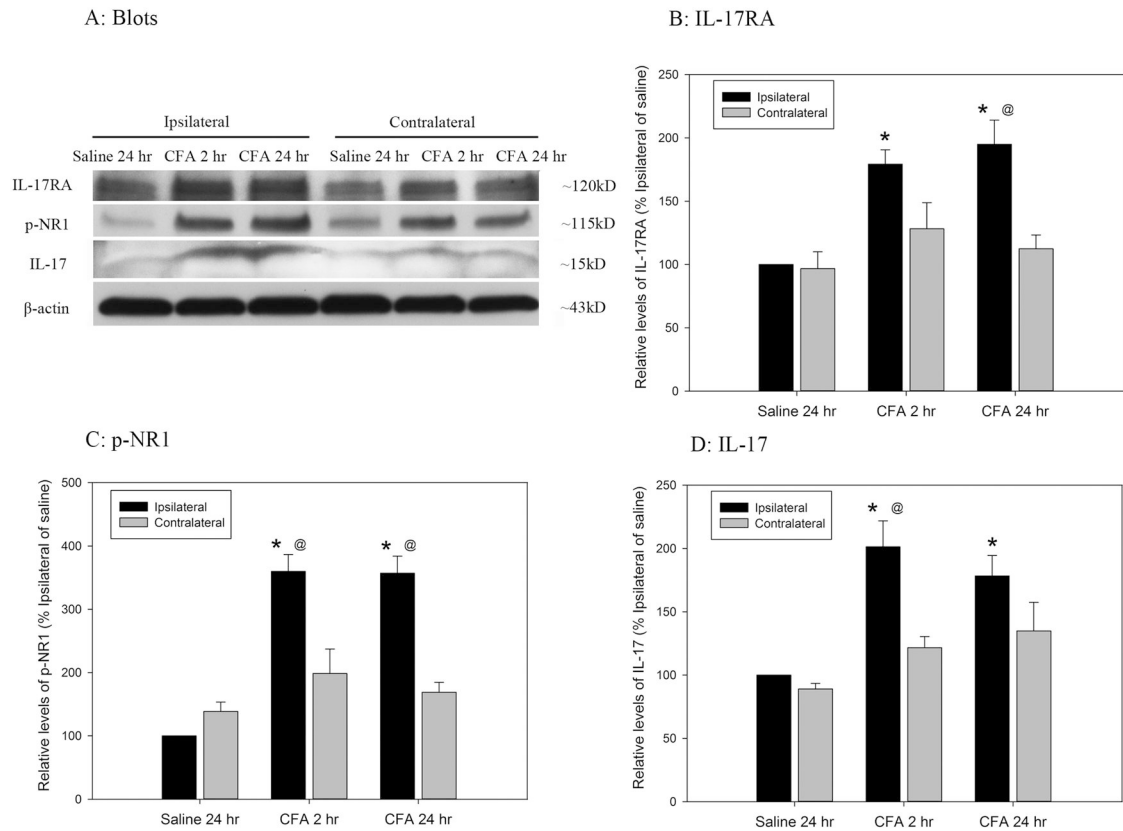 A: Blots
Ipsilateral Contralateral
Saline 24 hr CFA 2 hr CFA 24 hr Saline 24 hr CFA 2 hr CFA 24 hr
IL-17RA ~120kD
p-NR1 ~115kD
IL-17 ~15kD
β-actin ~43kD
B: IL-17RA
Relative levels of IL-17RA (% Ipsilateral of saline)
250
200
150
100
50
0
Ipsilateral
Contralateral
*
* @
Saline 24 hr CFA 2 hr CFA 24 hr
C: p-NR1
Relative levels of p-NR1 (% Ipsilateral of saline)
500
400
300
200
100
0
Ipsilateral
Contralateral
* @ * @
Saline 24 hr CFA 2 hr CFA 24 hr
D: IL-17
Relative levels of IL-17 (% Ipsilateral of saline)
250
200
150
100
50
0
Ipsilateral
Contralateral
* @
*
Saline 24 hr CFA 2 hr CFA 24 hr